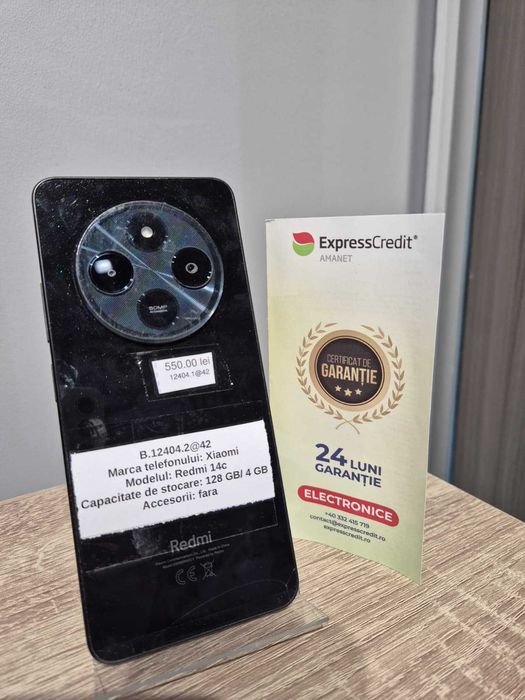 50MP
550.00 lei
12404.1@42
B.12404.2@42
Marca telefonului: Xiaomi
Modelul: Redmi 14c
Capacitate de stocare: 128 GB/ 4 GB
Accesorii: fara
Redmi
CE
ExpressCredit®
AMANET
CERTIFICAT DE
GARANȚIE
24 LUNI
GARANȚIE
ELECTRONICE
+40 332 415 719
contact@expresscredit.ro
expresscredit.ro